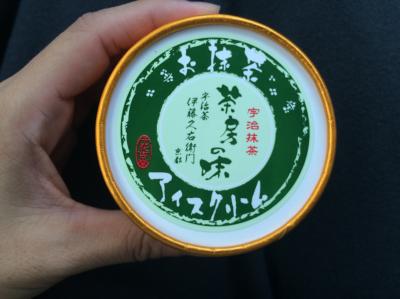 お抹茶
宇治抹茶
茶房の味
宇治茶
伊藤久右衛門
京都
アイスクリーム